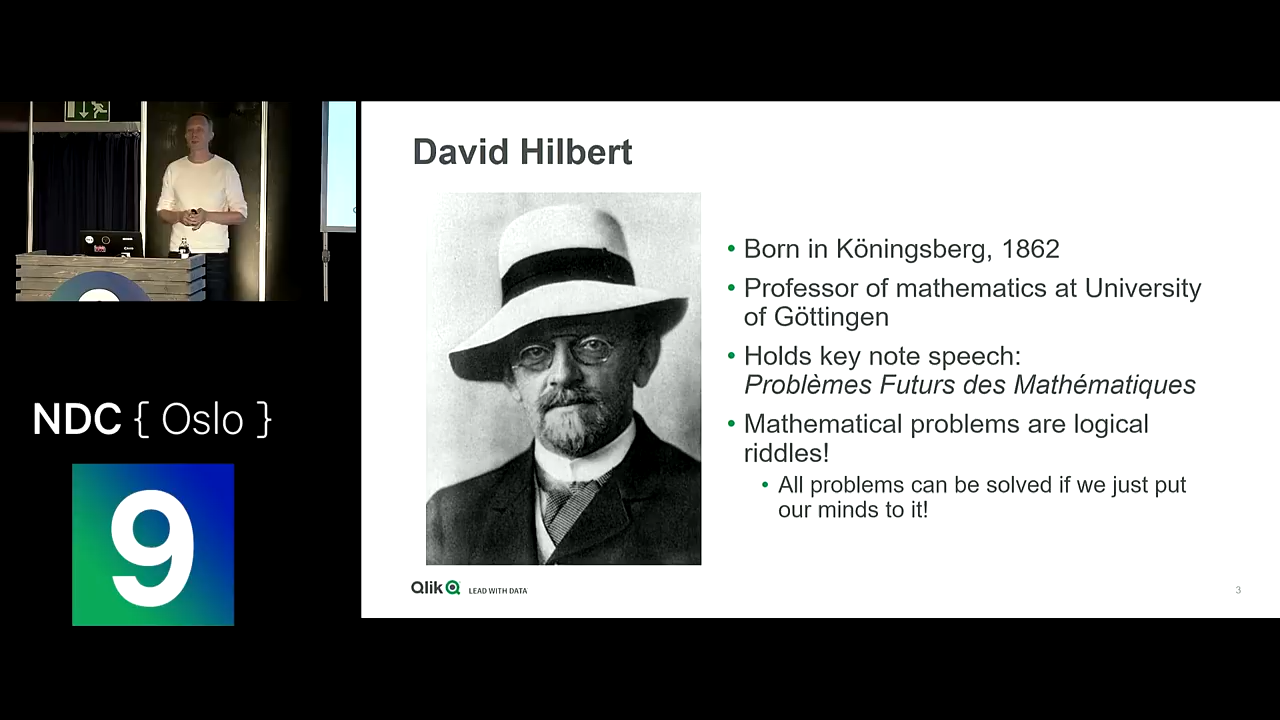 David Hilbert
• Born in Köningsberg, 1862
• Professor of mathematics at University
of Göttingen
• Holds key note speech:
Problèmes Futurs des Mathématiques
• Mathematical problems are logical
riddles!
• All problems can be solved if we just put
our minds to it!
Qlik LEAD WITH DATA
3
NDC { Oslo }
9